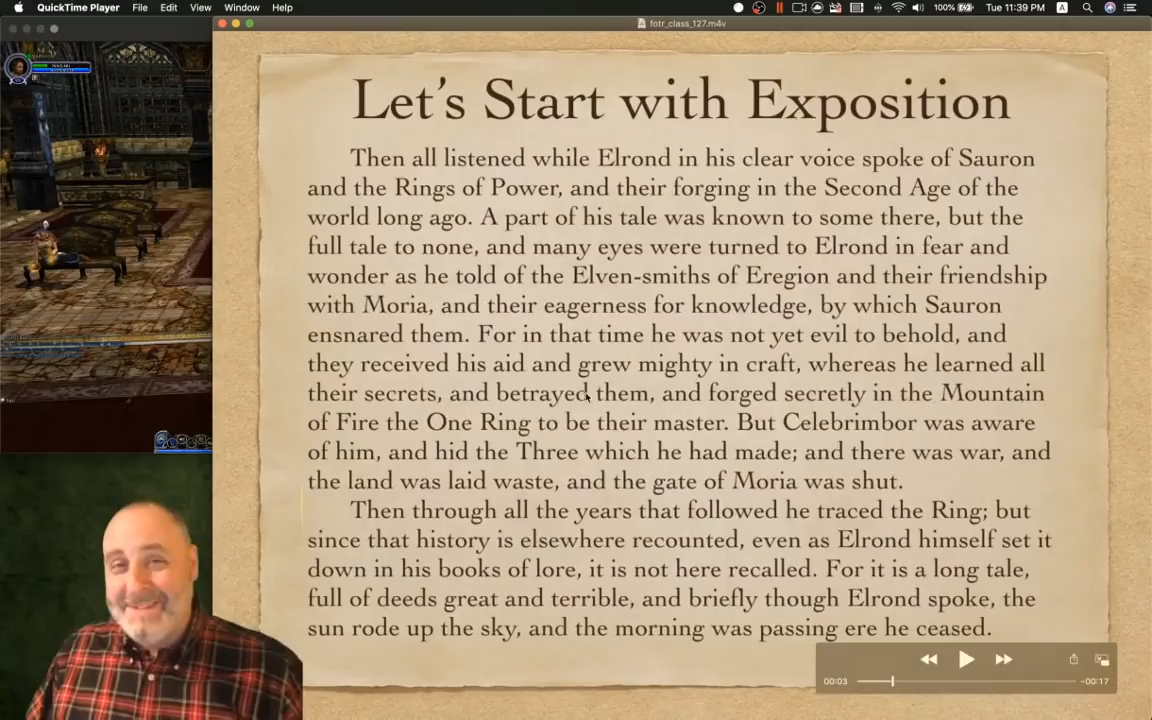 QuickTime Player File Edit View Window Help
100% Tue 11:39 PM A
fotr_class_127.m4v
Let's Start with Exposition
Then all listened while Elrond in his clear voice spoke of Sauron
and the Rings of Power, and their forging in the Second Age of the
world long ago. A part of his tale was known to some there, but the
full tale to none, and many eyes were turned to Elrond in fear and
wonder as he told of the Elven-smiths of Eregion and their friendship
with Moria, and their eagerness for knowledge, by which Sauron
ensnared them. For in that time he was not yet evil to behold, and
they received his aid and grew mighty in craft, whereas he learned all
their secrets, and betrayed them, and forged secretly in the Mountain
of Fire the One Ring to be their master. But Celebrimbor was aware
of him, and hid the Three which he had made; and there was war, and
the land was laid waste, and the gate of Moria was shut.
Then through all the years that followed he traced the Ring; but
since that history is elsewhere recounted, even as Elrond himself set it
down in his books of lore, it is not here recalled. For it is a long tale,
full of deeds great and terrible, and briefly though Elrond spoke, the
sun rode up the sky, and the morning was passing ere he ceased.
00:03
-00:17